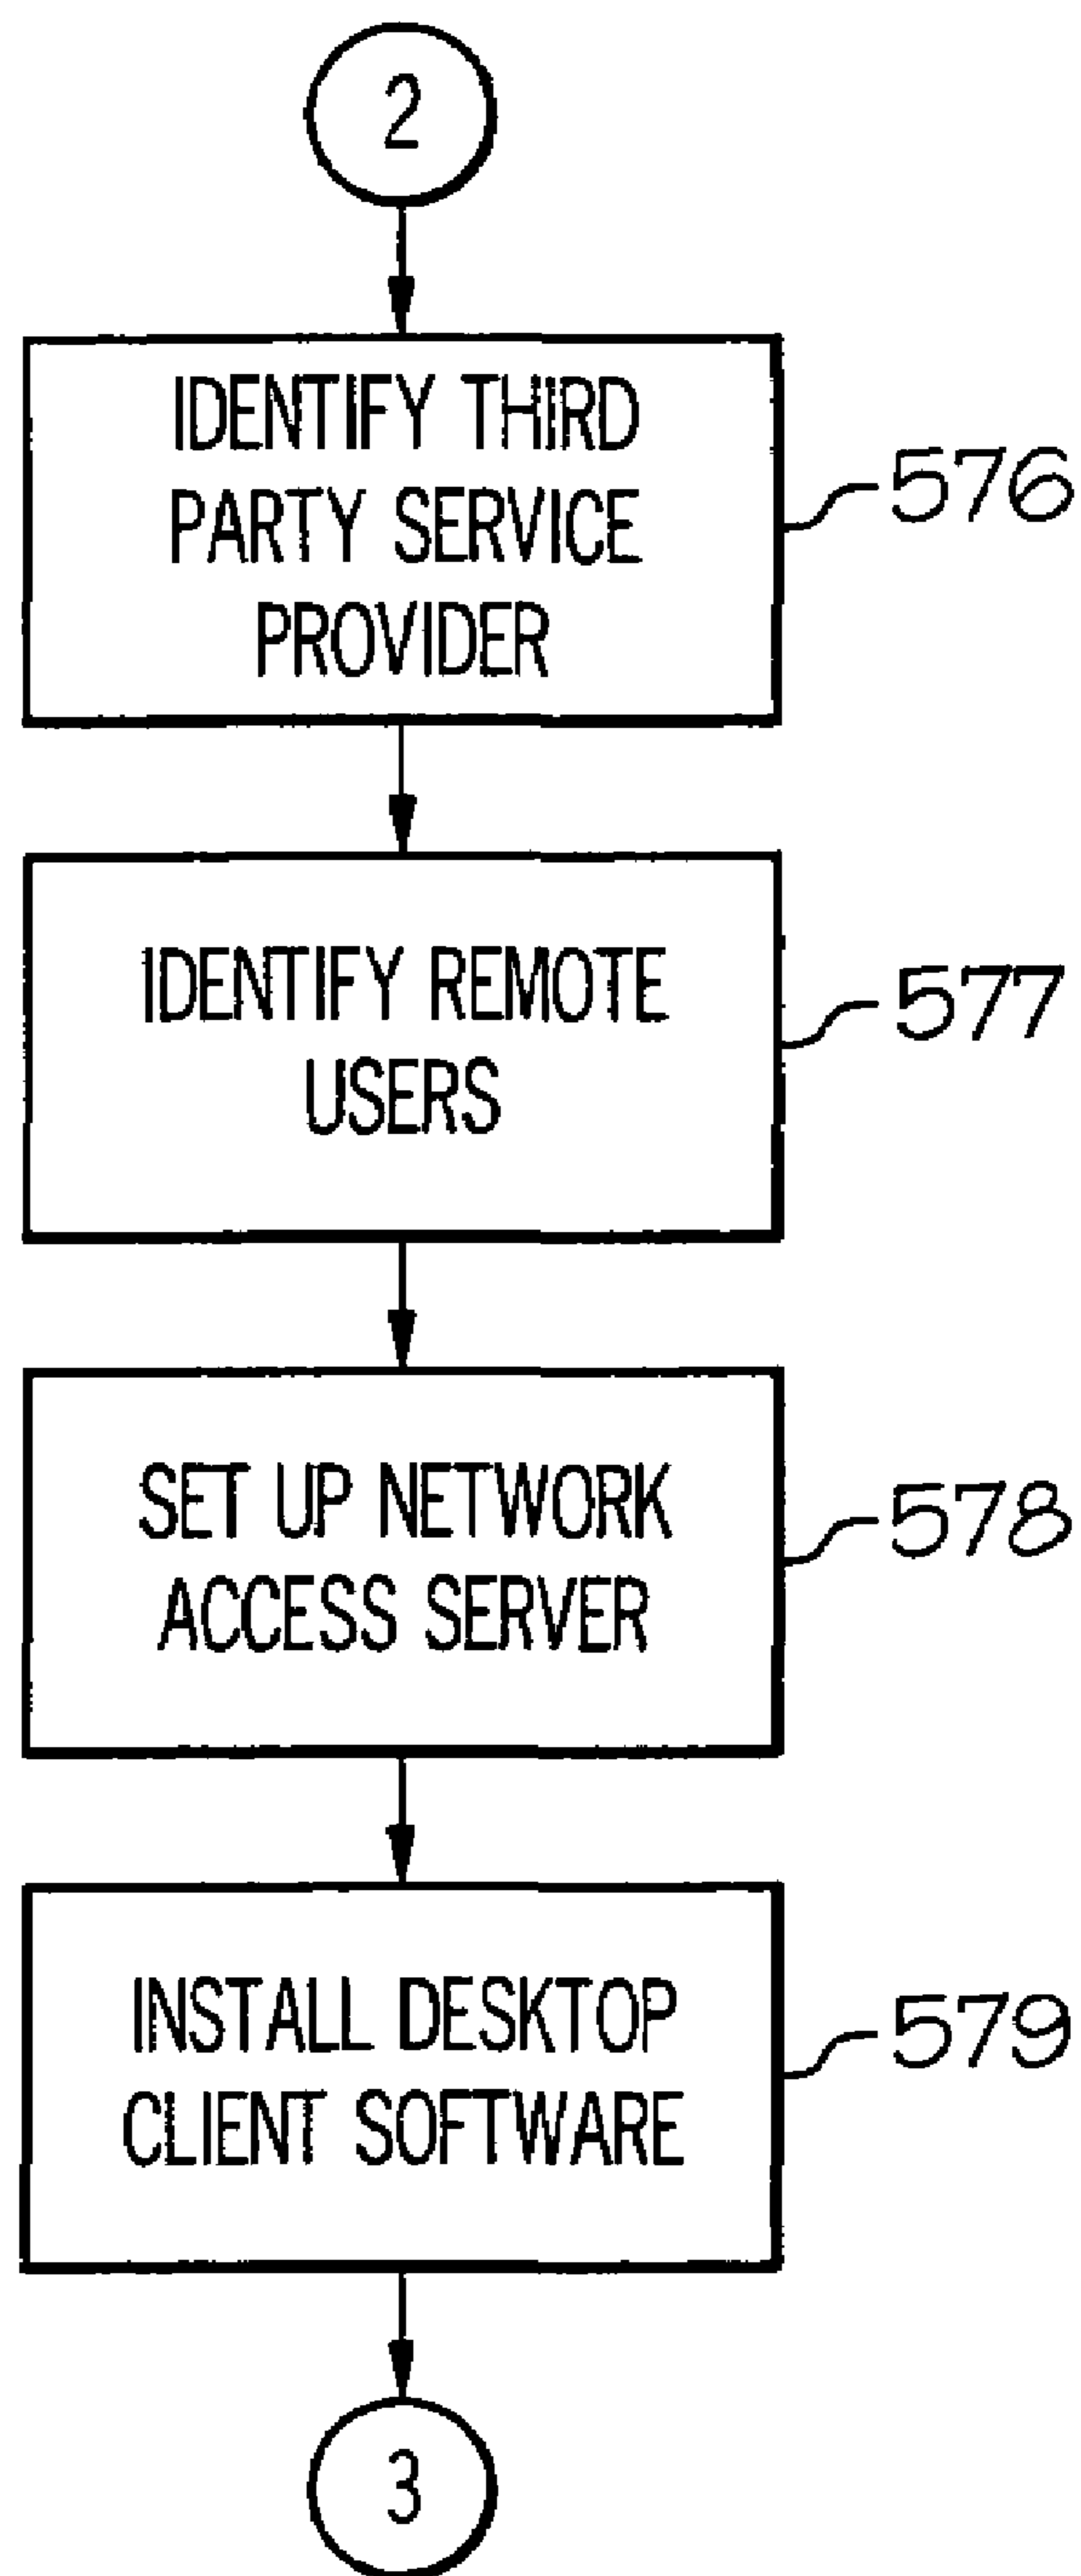 2
IDENTIFY THIRD
PARTY SERVICE
PROVIDER
576
IDENTIFY REMOTE
USERS
577
SET UP NETWORK
ACCESS SERVER
578
INSTALL DESKTOP
CLIENT SOFTWARE
579
3